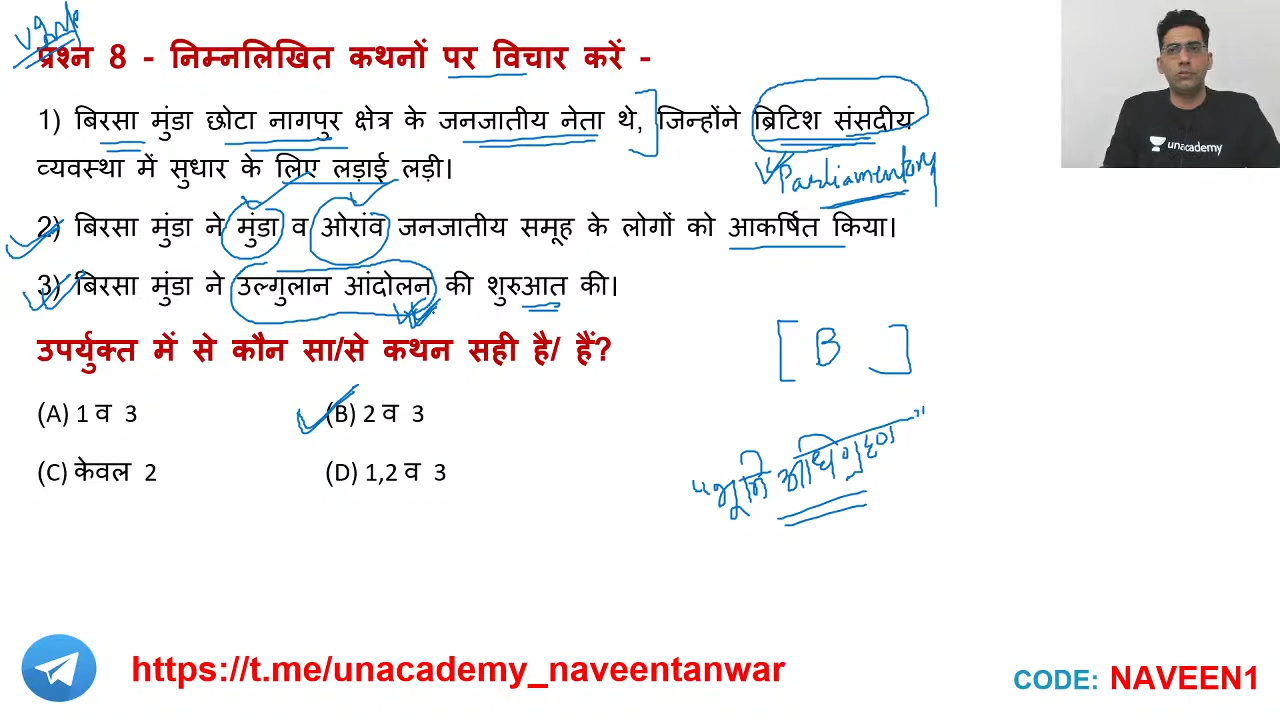 प्रश्न 8 - निम्नलिखित कथनों पर विचार करें -
1) बिरसा मुंडा छोटा नागपुर क्षेत्र के जनजातीय नेता थे, जिन्होंने ब्रिटिश संसदीय
व्यवस्था में सुधार के लिए लड़ाई लड़ी।
Parliamentary
2) बिरसा मुंडा ने मुंडा व ओरांव जनजातीय समूह के लोगों को आकर्षित किया।
3) बिरसा मुंडा ने उल्गुलान आंदोलन की शुरुआत की।
उपर्युक्त में से कौन सा/से कथन सही है/ हैं?
[ B ]
(A) 1 व 3 (B) 2 व 3
(C) केवल 2 (D) 1,2 व 3
"भूमि अधिग्रहण"
unacademy
https://t.me/unacademy_naveentanwar
CODE: NAVEEN1